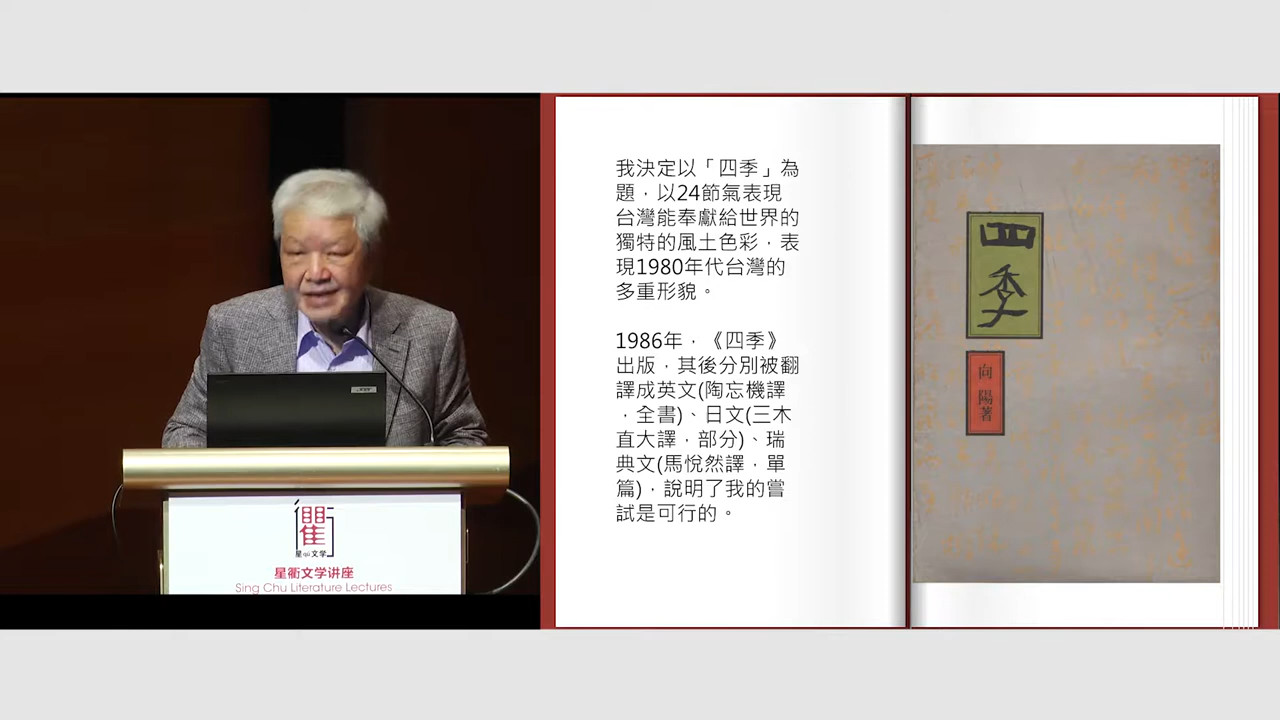 我決定以「四季」為
題，以24節氣表現
台灣能奉獻給世界的
獨特的風土色彩，表
現1980年代台灣的
多重形貌。
1986年，《四季》
出版，其後分別被翻
譯成英文(陶忘機譯
，全書)、日文(三木
直大譯，部分)、瑞
典文(馬悅然譯，單
篇)，說明了我的嘗
試是可行的。
四季
向陽著
acer
衢
星衢文学
星衢文学讲座
Sing Chu Literature Lectures